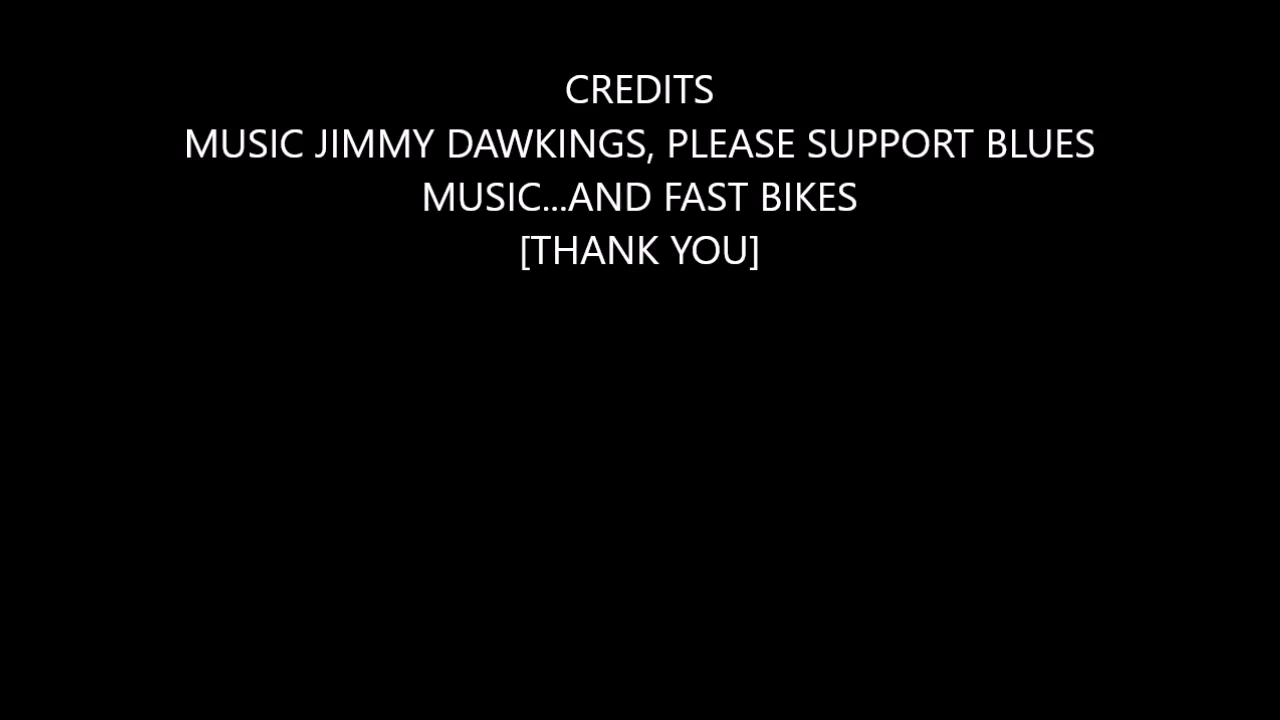 CREDITS
MUSIC JIMMY DAWKINGS, PLEASE SUPPORT BLUES
MUSIC...AND FAST BIKES
[THANK YOU]